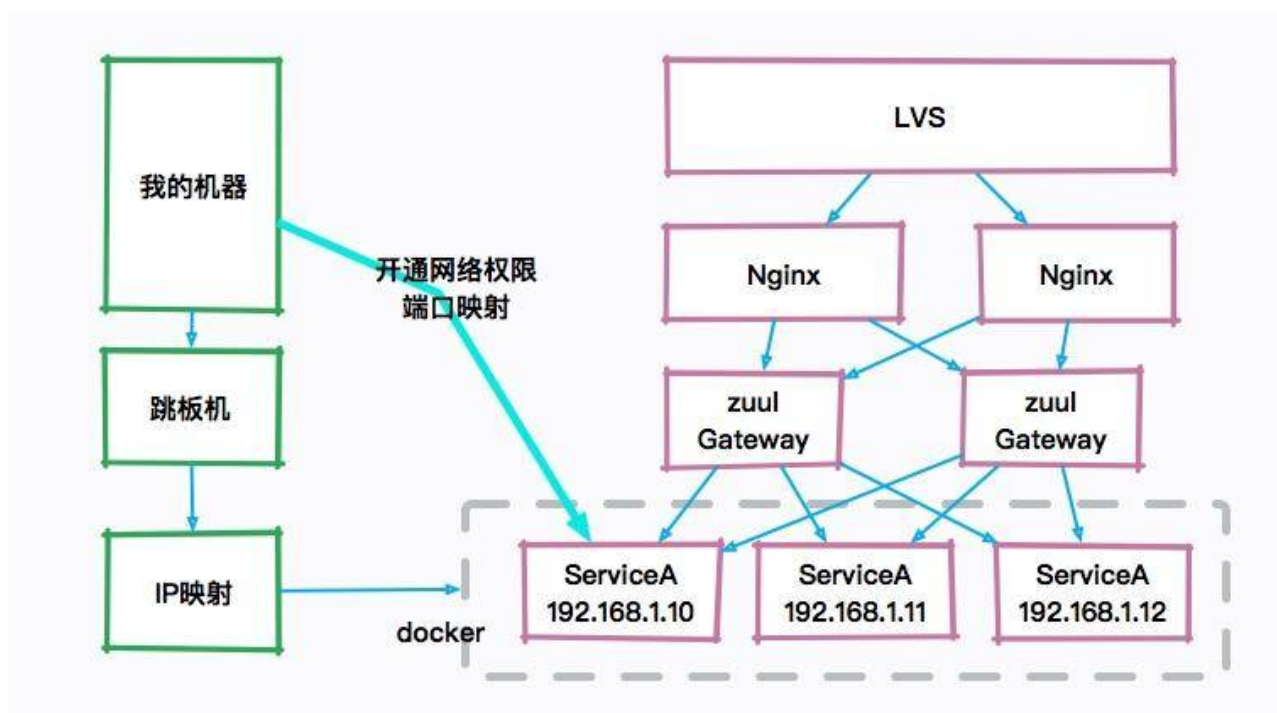 我的机器
开通网络权限
端口映射
跳板机
IP映射
LVS
Nginx
Nginx
zuul
Gateway
zuul
Gateway
docker
ServiceA
192.168.1.10
ServiceA
192.168.1.11
ServiceA
192.168.1.12